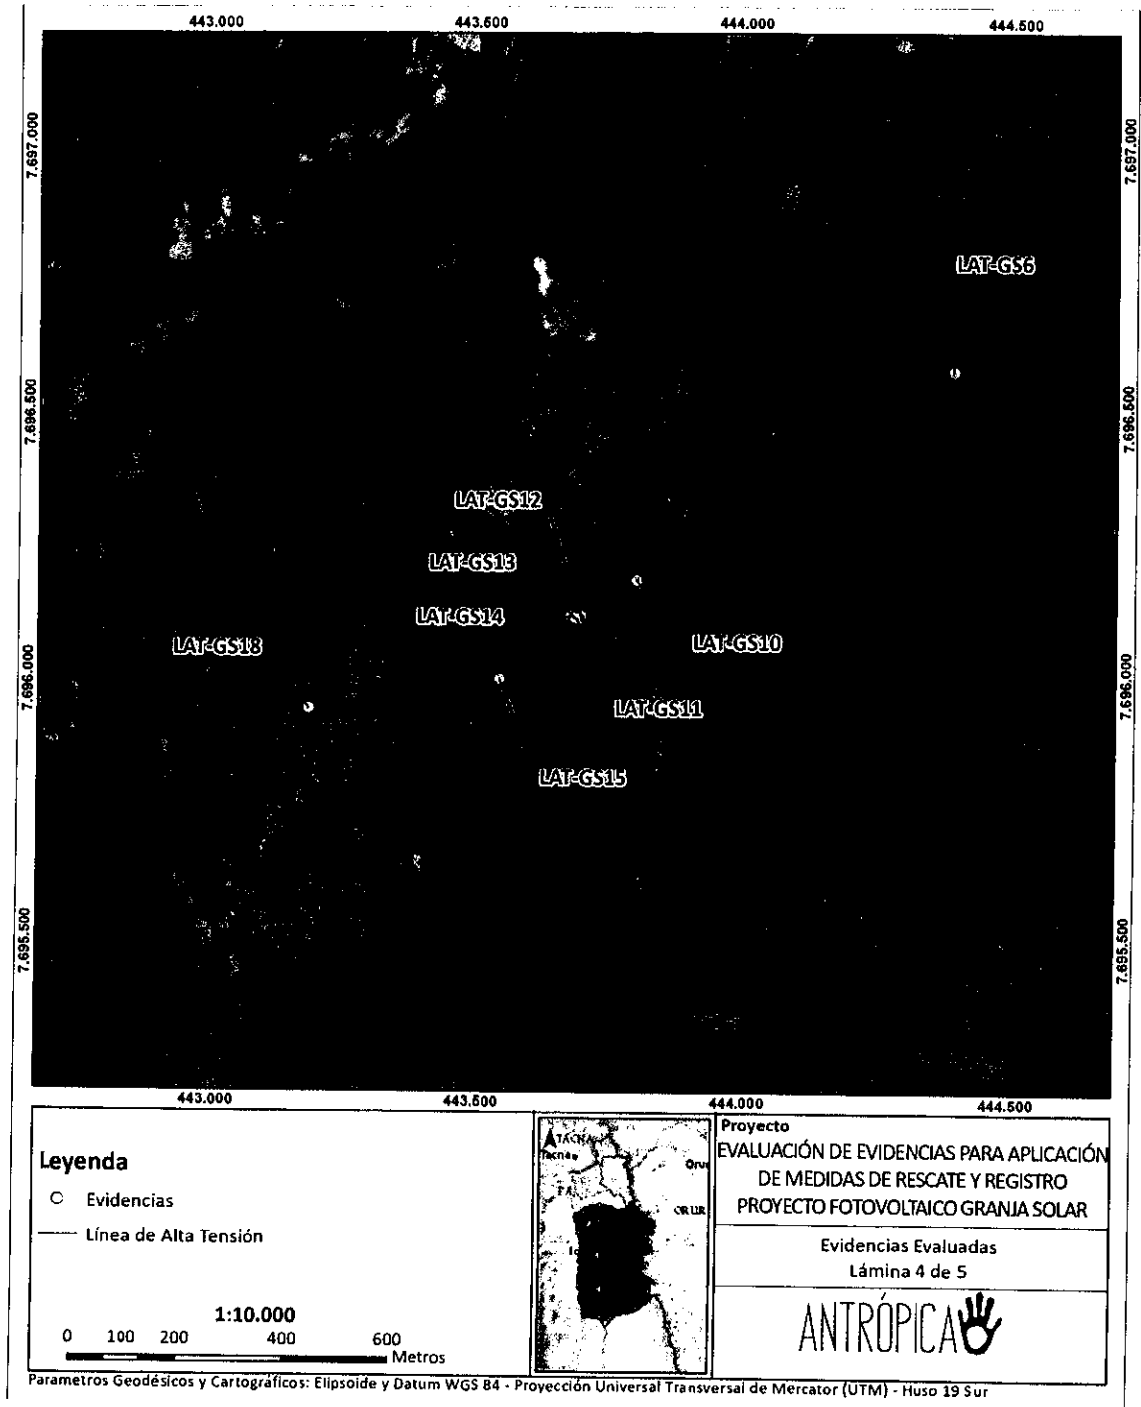 443.000
443.500
444.000
444.500
7.697.000
7.697.000
LAT-GS6
7.696.500
7.696.500
LAT-GS12
LAT-GS13
LAT-GS14
LAT-GS18
LAT-GS10
7.696.000
7.696.000
LAT-GS11
LAT-GS15
7.695.500
7.695.500
443.000
443.500
444.000
444.500
Leyenda
Evidencias
Línea de Alta Tensión
1:10.000
0 100 200 400 600
Metros
TACNA
Tacna
ORUR
Proyecto
EVALUACIÓN DE EVIDENCIAS PARA APLICACIÓN
DE MEDIDAS DE RESCATE Y REGISTRO
PROYECTO FOTOVOLTAICO GRANJA SOLAR
Evidencias Evaluadas
Lámina 4 de 5
ANTRÓPICA
Parametros Geodésicos y Cartográficos: Elipsoide y Datum WGS 84 - Proyección Universal Transversal de Mercator (UTM) - Huso 19 Sur